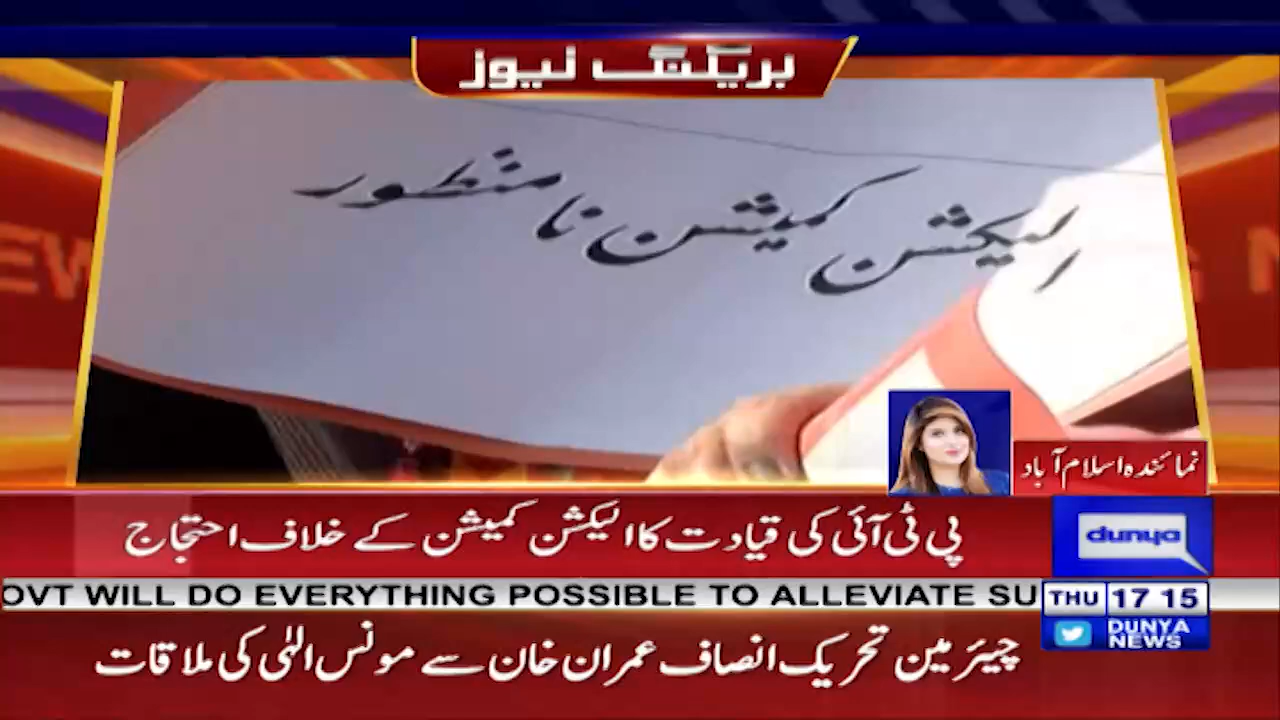 بریکنگ نیوز
الیکشن کمیشن نامنظور
نمائندہ اسلام آباد
پی ٹی آئی کی قیادت کا الیکشن کمیشن کے خلاف احتجاج
dunya
OVT WILL DO EVERYTHING POSSIBLE TO ALLEVIATE SU
THU 17 15
DUNYA NEWS
چیئرمین تحریک انصاف عمران خان سے مونس الٰہی کی ملاقات